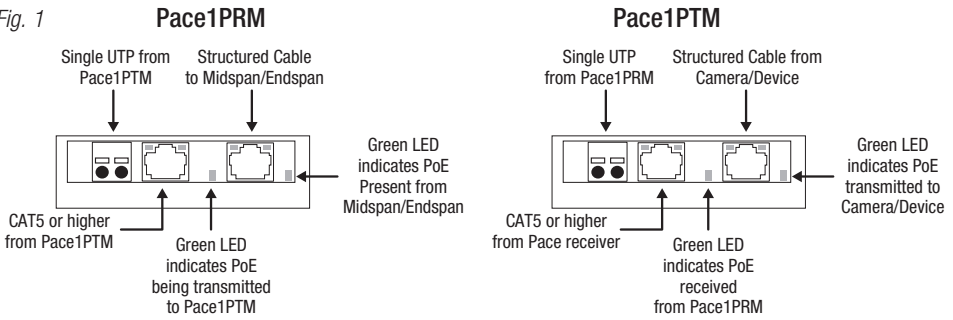 Fig. 1
Pace1PRM
Single UTP from
Pace1PTM
Structured Cable
to Midspan/Endspan
Green LED
indicates PoE
Present from
Midspan/Endspan
CAT5 or higher
from Pace1PTM
Green LED
indicates PoE
being transmitted
to Pace1PTM
Pace1PTM
Single UTP
from Pace1PRM
Structured Cable from
Camera/Device
Green LED
indicates PoE
transmitted to
Camera/Device
CAT5 or higher
from Pace receiver
Green LED
indicates PoE
received
from Pace1PRM